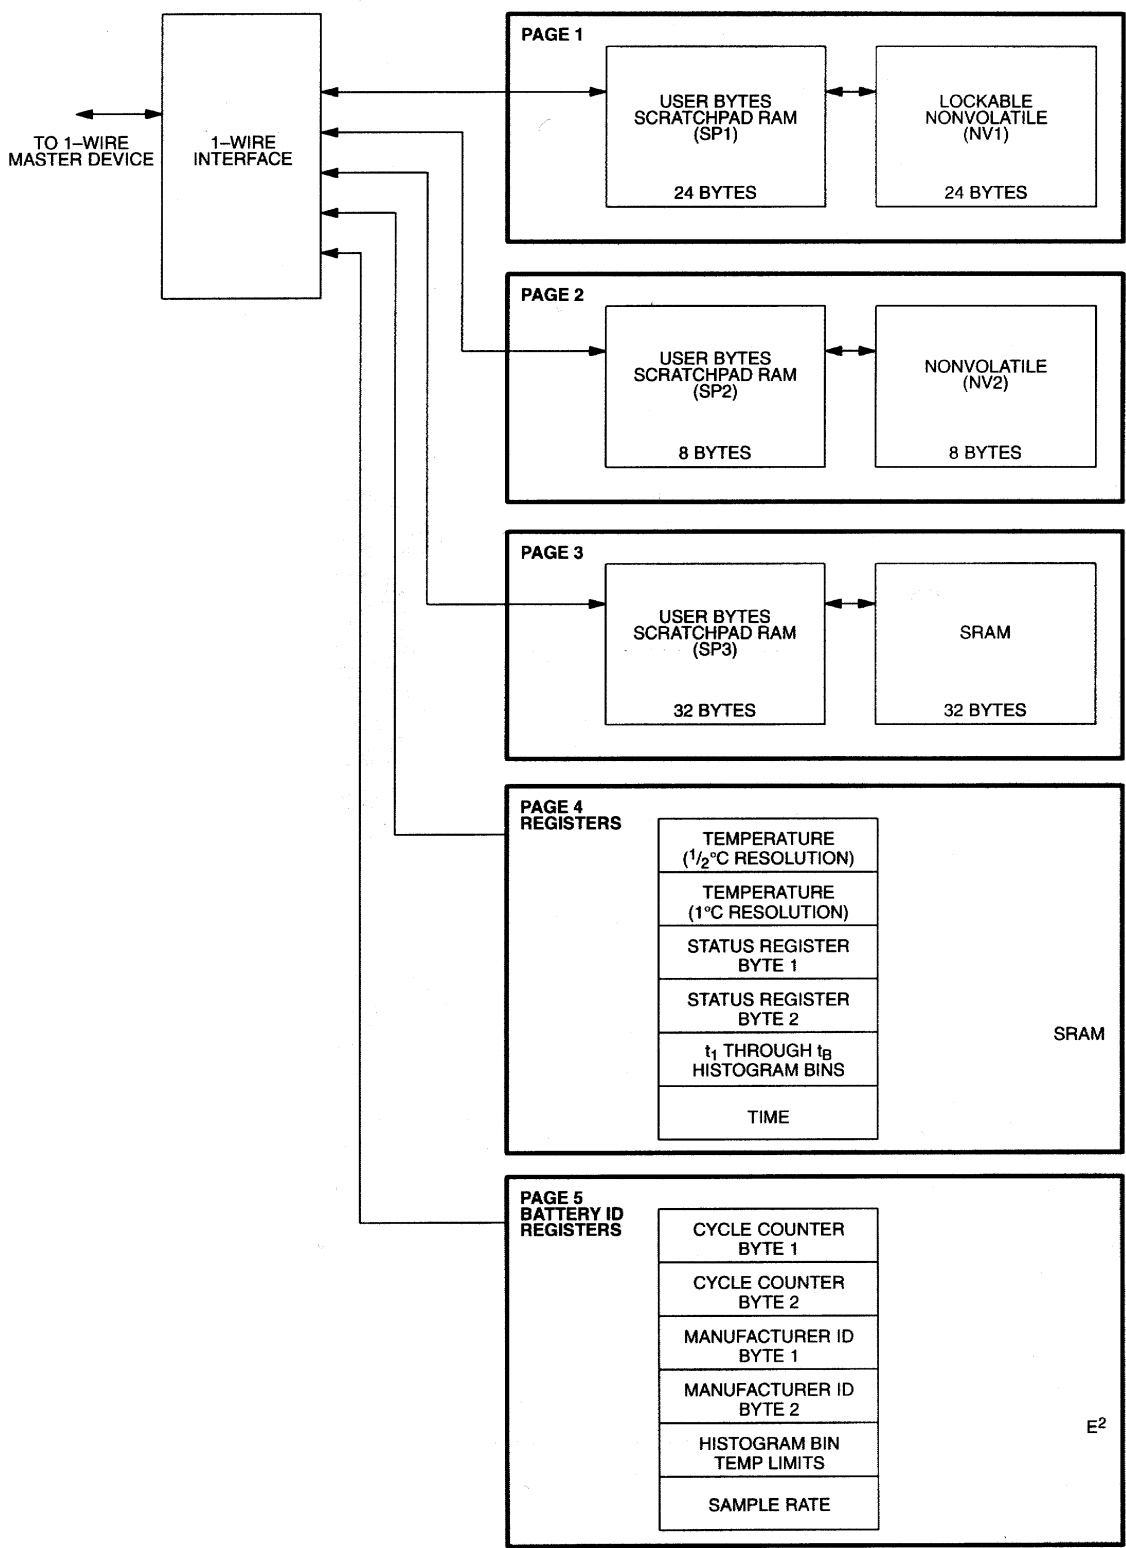 TO 1–WIRE
MASTER DEVICE
1–WIRE
INTERFACE
PAGE 1
USER BYTES
SCRATCHPAD RAM
(SP1)
24 BYTES
LOCKABLE
NONVOLATILE
(NV1)
24 BYTES
PAGE 2
USER BYTES
SCRATCHPAD RAM
(SP2)
8 BYTES
NONVOLATILE
(NV2)
8 BYTES
PAGE 3
USER BYTES
SCRATCHPAD RAM
(SP3)
32 BYTES
SRAM
32 BYTES
PAGE 4
REGISTERS
TEMPERATURE
(1/2°C RESOLUTION)
TEMPERATURE
(1°C RESOLUTION)
STATUS REGISTER
BYTE 1
STATUS REGISTER
BYTE 2
t1 THROUGH tB
HISTOGRAM BINS
TIME
SRAM
PAGE 5
BATTERY ID
REGISTERS
CYCLE COUNTER
BYTE 1
CYCLE COUNTER
BYTE 2
MANUFACTURER ID
BYTE 1
MANUFACTURER ID
BYTE 2
HISTOGRAM BIN
TEMP LIMITS
SAMPLE RATE
E²